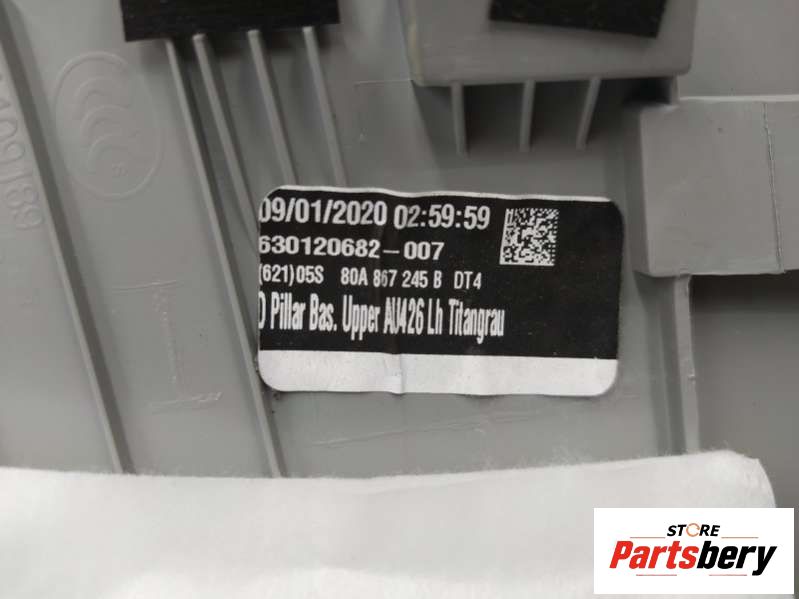 09/01/2020 02:59:59
630120682-007
(621)05S 80A 867 245 B DT4
D Pillar Bas. Upper AU426 Lh Titangrau
S
STORE
Partsbery